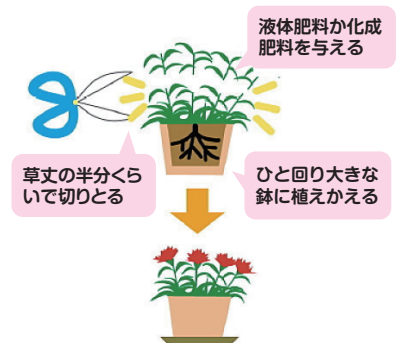 液体肥料か化成
肥料を与える
草丈の半分くら
いで切りとる
ひと回り大きな
鉢に植えかえる